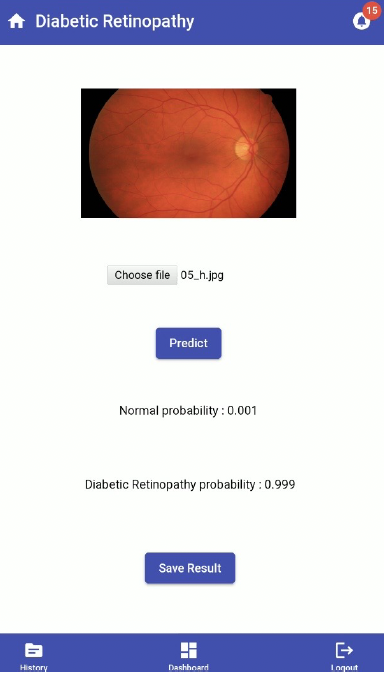 Diabetic Retinopathy
15
Choose file 05_h.jpg
Predict
Normal probability : 0.001
Diabetic Retinopathy probability : 0.999
Save Result
History
Dashboard
Logout